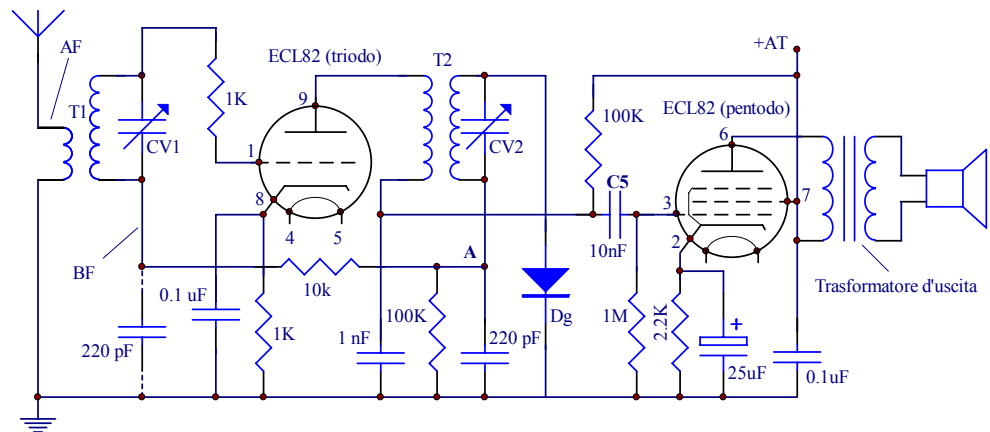 AF
T1
CV1
1K
ECL82 (triodo)
9
1
8
4
5
T2
CV2
100K
+AT
ECL82 (pentodo)
6
7
3
2
C5
10nF
A
BF
0.1 uF
10k
1K
220 pF
1 nF
100K
220 pF
Dg
1M
2.2K
+
25uF
0.1uF
Trasformatore d'uscita